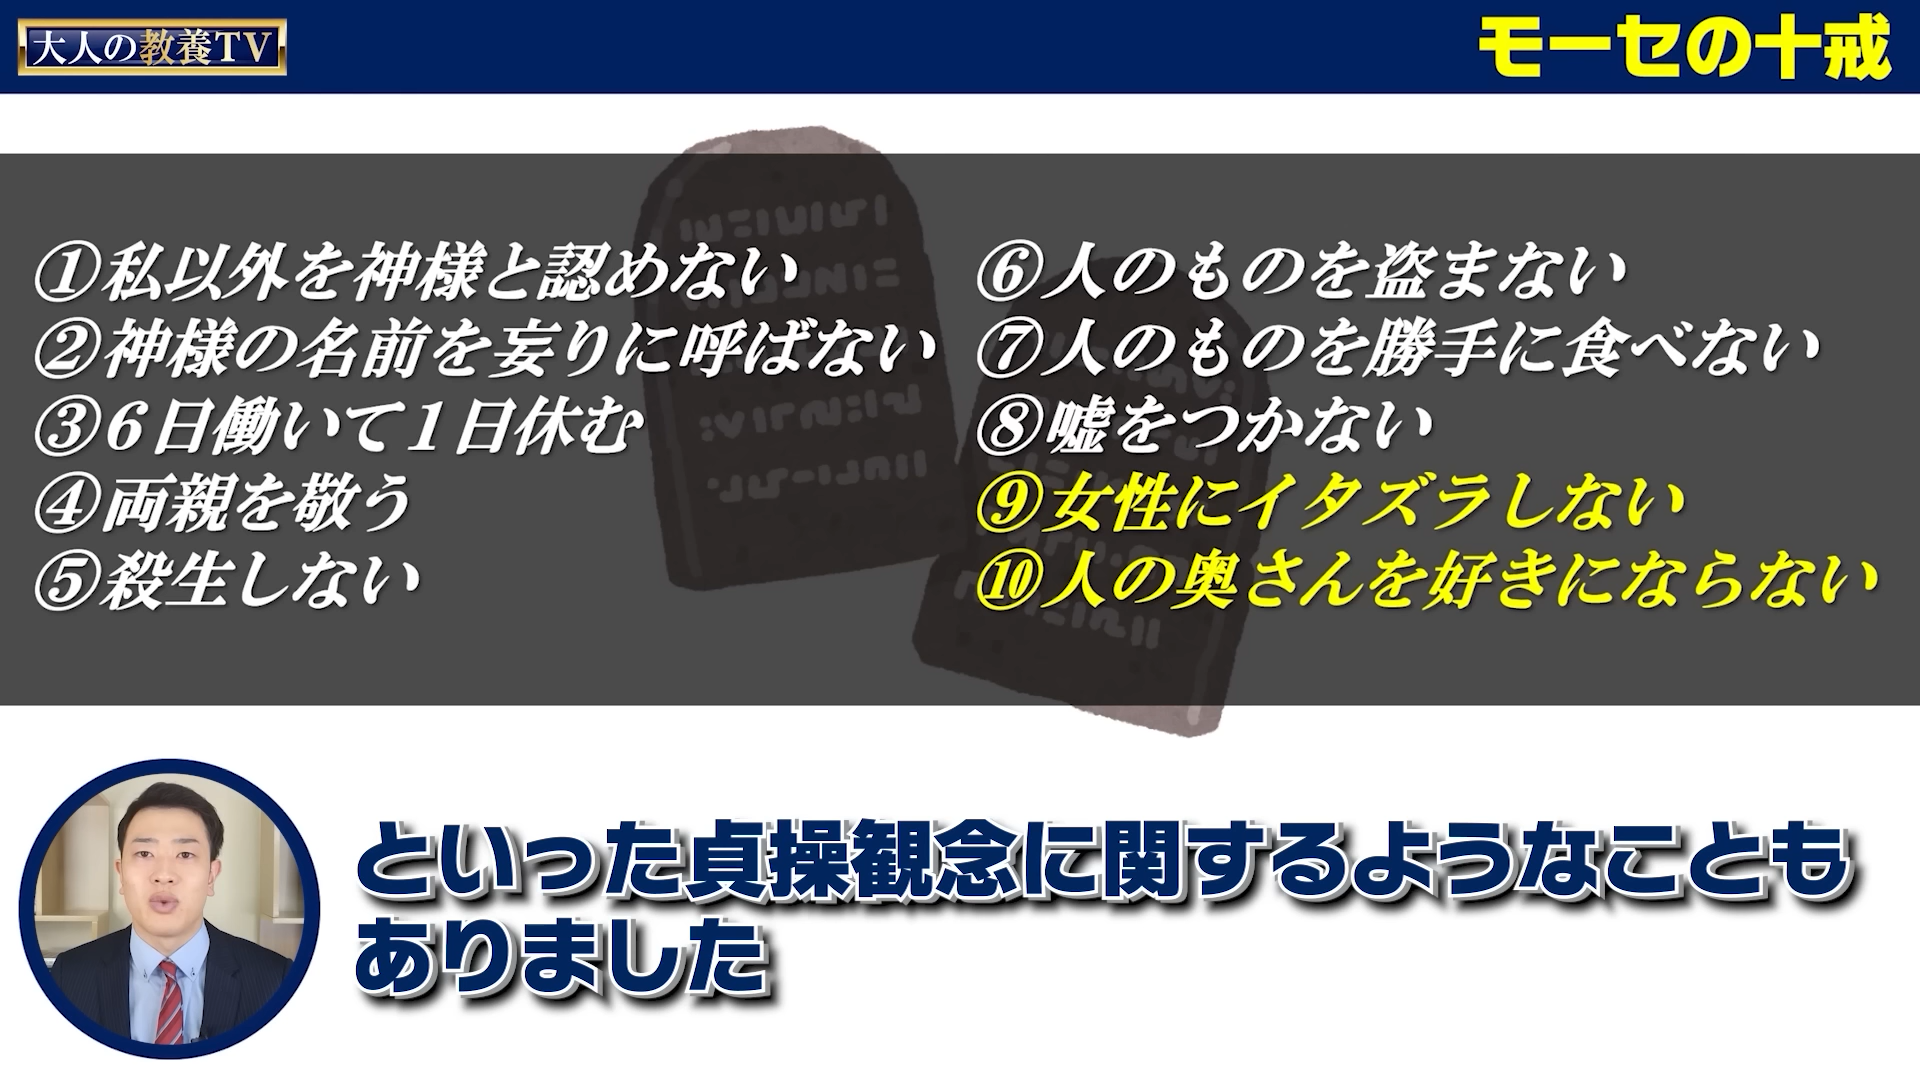 大人の教養TV
モーセの十戒
①私以外を神様と認めない
②神様の名前を妄りに呼ばない
③６日働いて１日休む
④両親を敬う
⑤殺生しない
⑥人のものを盗まない
⑦人のものを勝手に食べない
⑧嘘をつかない
⑨女性にイタズラしない
⑩人の奥さんを好きにならない
といった貞操観念に関するようなことも
ありました